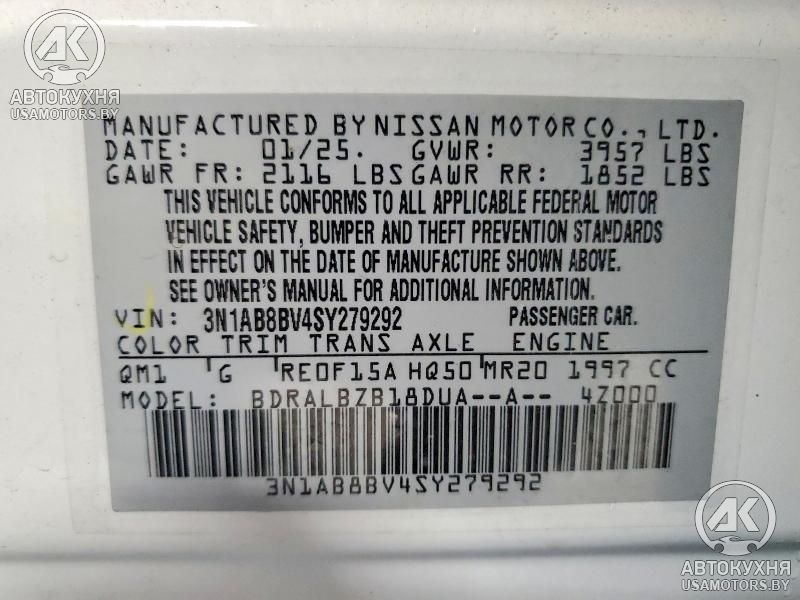 АК
АВТОКУХНЯ
USAMOTORS.BY
MANUFACTURED BY NISSAN MOTOR CO., LTD.
DATE: 01/25. GVWR: 3957 LBS
GAWR FR: 2116 LBS GAWR RR: 1852 LBS
THIS VEHICLE CONFORMS TO ALL APPLICABLE FEDERAL MOTOR
VEHICLE SAFETY, BUMPER AND THEFT PREVENTION STANDARDS
IN EFFECT ON THE DATE OF MANUFACTURE SHOWN ABOVE.
SEE OWNER'S MANUAL FOR ADDITIONAL INFORMATION.
VIN: 3N1AB8BV4SY279292 PASSENGER CAR.
COLOR TRIM TRANS AXLE ENGINE
QM1 G RE0F15A HQ50 MR20 1997 CC
MODEL: BDRALBZB18DUA--A-- 4Z000
3N1AB8BV4SY279292
АК
АВТОКУХНЯ
USAMOTORS.BY